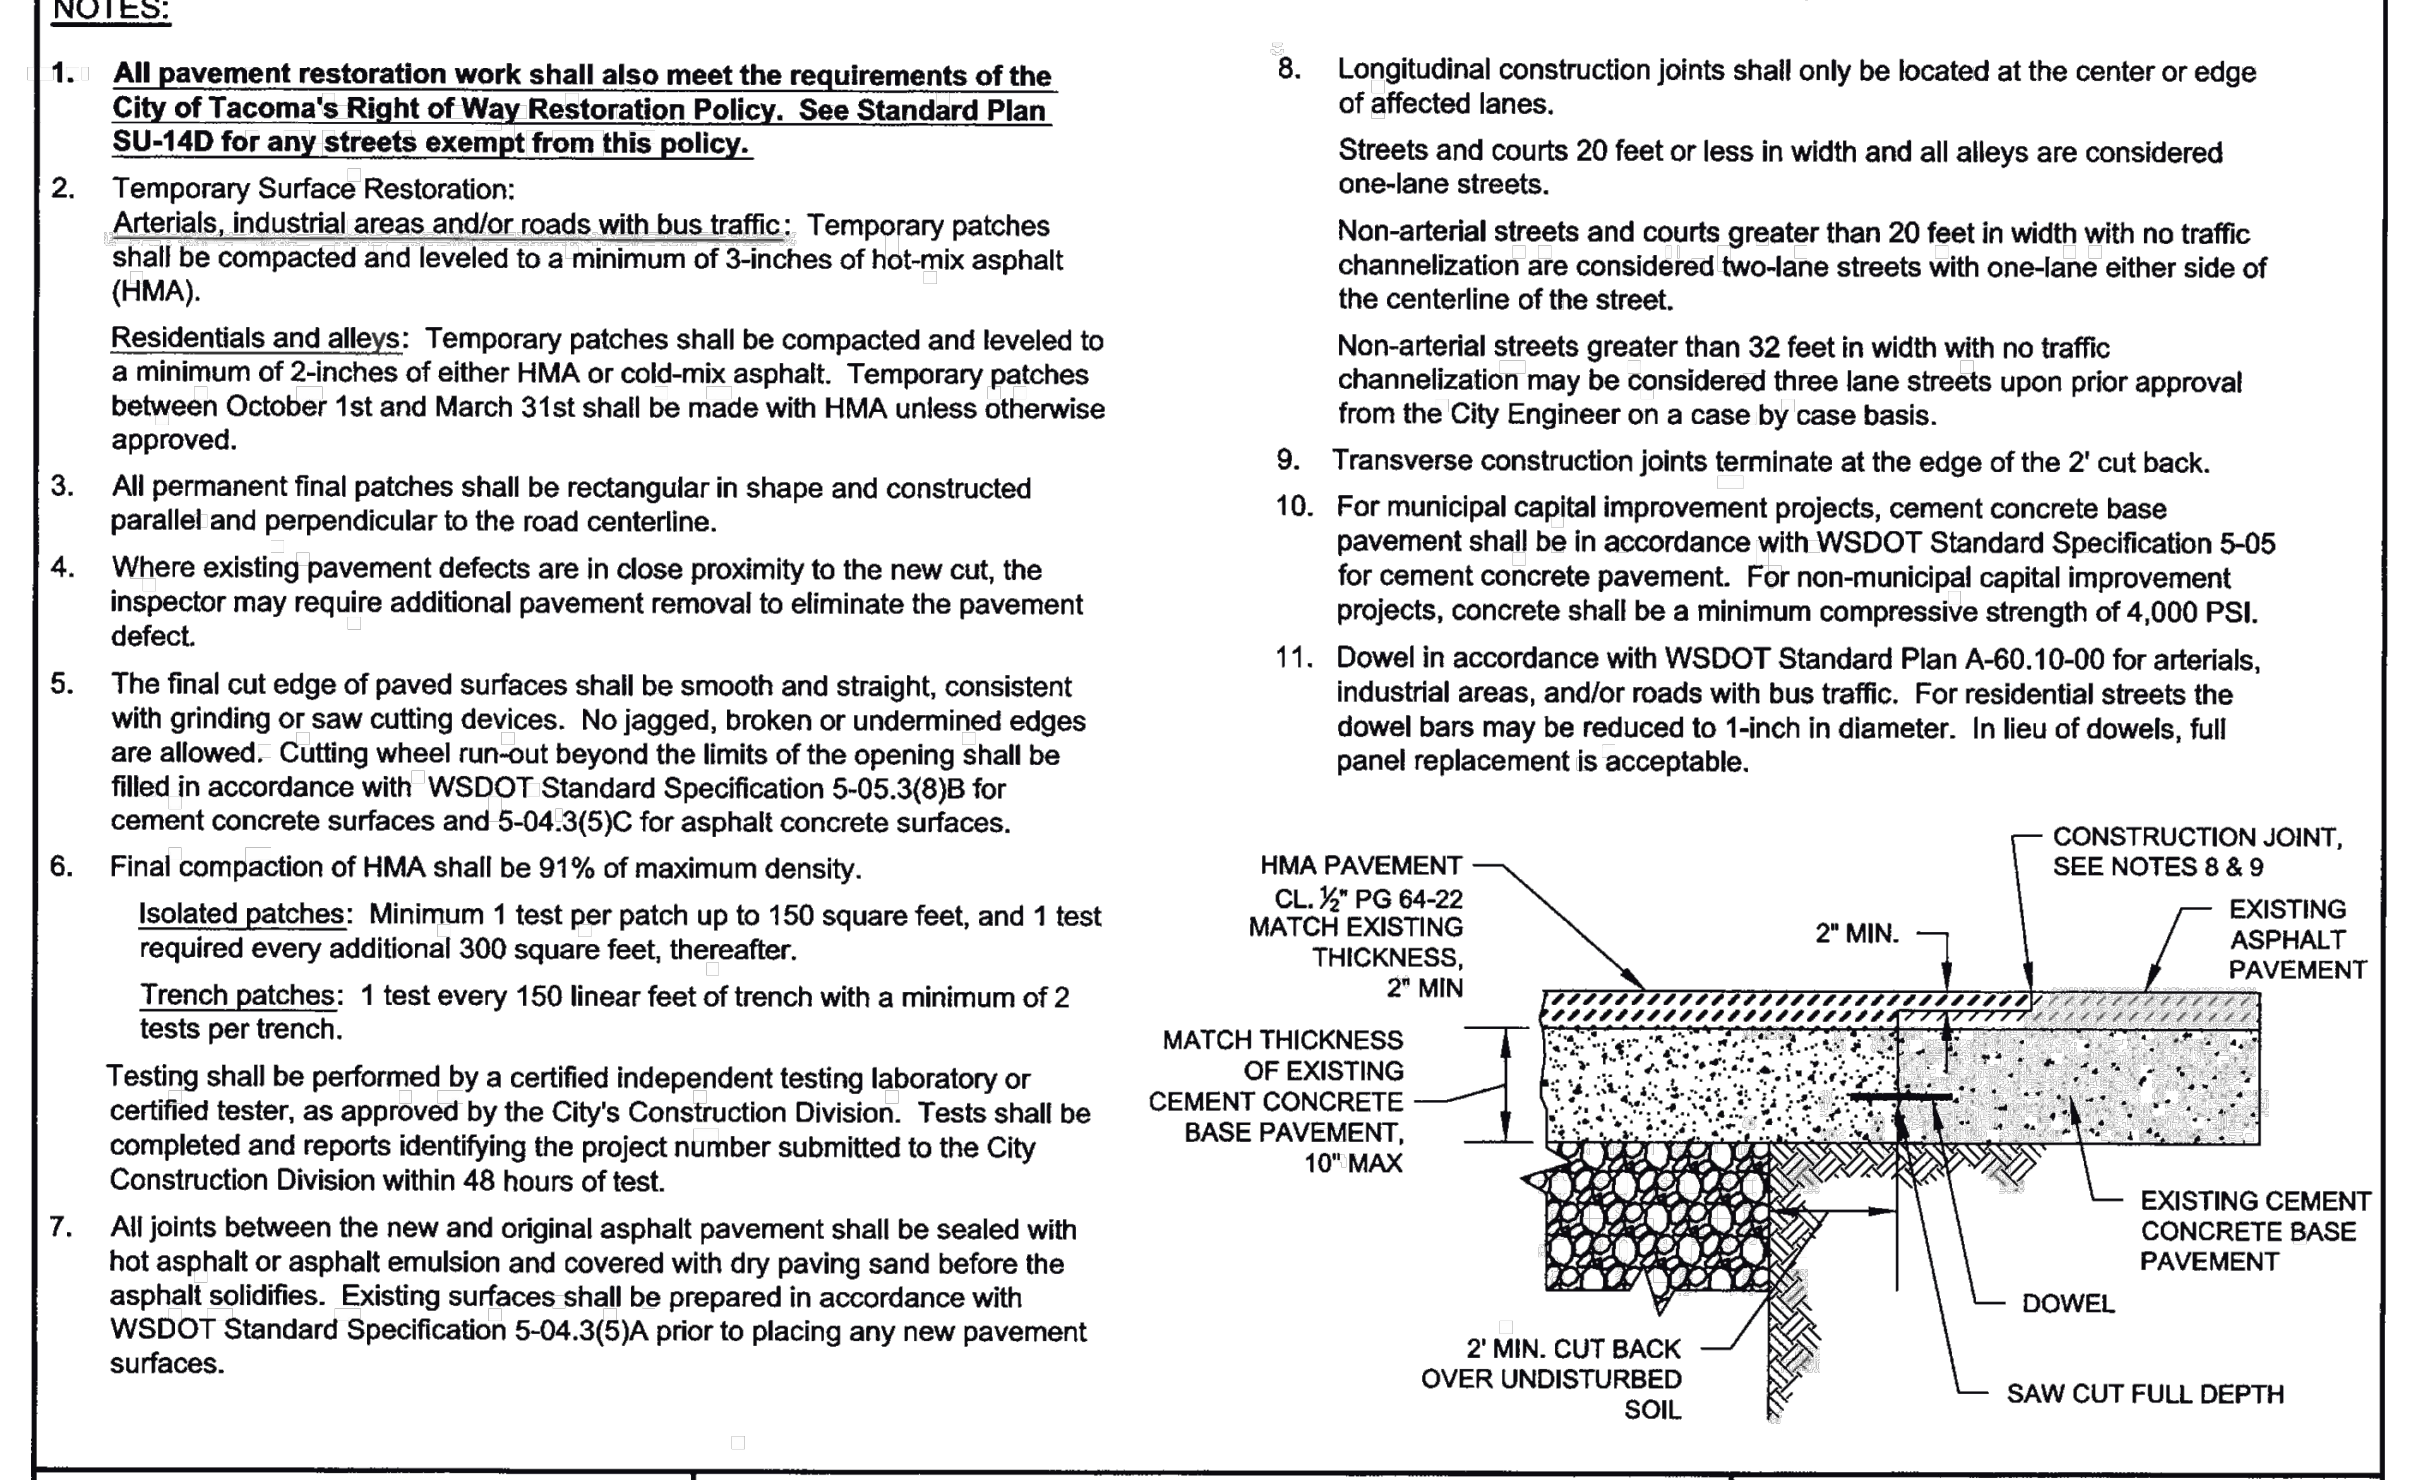 NOTES:
1. All pavement restoration work shall also meet the requirements of the
City of Tacoma's Right of Way Restoration Policy. See Standard Plan
SU-14D for any streets exempt from this policy.
2. Temporary Surface Restoration:
Arterials, industrial areas and/or roads with bus traffic: Temporary patches
shall be compacted and leveled to a minimum of 3-inches of hot-mix asphalt
(HMA).
Residentials and alleys: Temporary patches shall be compacted and leveled to
a minimum of 2-inches of either HMA or cold-mix asphalt. Temporary patches
between October 1st and March 31st shall be made with HMA unless otherwise
approved.
3. All permanent final patches shall be rectangular in shape and constructed
parallel and perpendicular to the road centerline.
4. Where existing pavement defects are in close proximity to the new cut, the
inspector may require additional pavement removal to eliminate the pavement
defect.
5. The final cut edge of paved surfaces shall be smooth and straight, consistent
with grinding or saw cutting devices. No jagged, broken or undermined edges
are allowed. Cutting wheel run-out beyond the limits of the opening shall be
filled in accordance with WSDOT Standard Specification 5-05.3(8)B for
cement concrete surfaces and 5-04.3(5)C for asphalt concrete surfaces.
6. Final compaction of HMA shall be 91% of maximum density.
Isolated patches: Minimum 1 test per patch up to 150 square feet, and 1 test
required every additional 300 square feet, thereafter.
Trench patches: 1 test every 150 linear feet of trench with a minimum of 2
tests per trench.
Testing shall be performed by a certified independent testing laboratory or
certified tester, as approved by the City's Construction Division. Tests shall be
completed and reports identifying the project number submitted to the City
Construction Division within 48 hours of test.
7. All joints between the new and original asphalt pavement shall be sealed with
hot asphalt or asphalt emulsion and covered with dry paving sand before the
asphalt solidifies. Existing surfaces shall be prepared in accordance with
WSDOT Standard Specification 5-04.3(5)A prior to placing any new pavement
surfaces.
8. Longitudinal construction joints shall only be located at the center or edge
of affected lanes.
Streets and courts 20 feet or less in width and all alleys are considered
one-lane streets.
Non-arterial streets and courts greater than 20 feet in width with no traffic
channelization are considered two-lane streets with one-lane either side of
the centerline of the street.
Non-arterial streets greater than 32 feet in width with no traffic
channelization may be considered three lane streets upon prior approval
from the City Engineer on a case by case basis.
9. Transverse construction joints terminate at the edge of the 2' cut back.
10. For municipal capital improvement projects, cement concrete base
pavement shall be in accordance with WSDOT Standard Specification 5-05
for cement concrete pavement. For non-municipal capital improvement
projects, concrete shall be a minimum compressive strength of 4,000 PSI.
11. Dowel in accordance with WSDOT Standard Plan A-60.10-00 for arterials,
industrial areas, and/or roads with bus traffic. For residential streets the
dowel bars may be reduced to 1-inch in diameter. In lieu of dowels, full
panel replacement is acceptable.
HMA PAVEMENT
CL. ½" PG 64-22
MATCH EXISTING
THICKNESS,
2" MIN
2" MIN.
CONSTRUCTION JOINT,
SEE NOTES 8 & 9
EXISTING
ASPHALT
PAVEMENT
MATCH THICKNESS
OF EXISTING
CEMENT CONCRETE
BASE PAVEMENT,
10" MAX
EXISTING CEMENT
CONCRETE BASE
PAVEMENT
DOWEL
2' MIN. CUT BACK
OVER UNDISTURBED
SOIL
SAW CUT FULL DEPTH